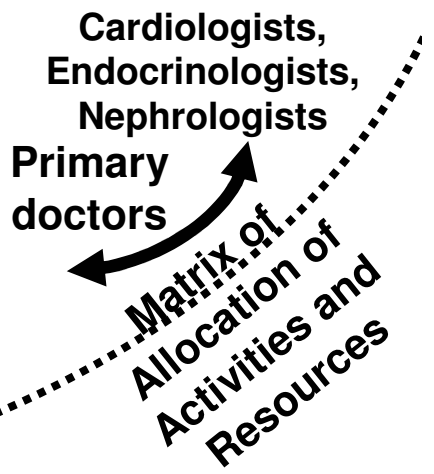 Cardiologists,
Endocrinologists,
Nephrologists
Primary
doctors
Matrix of
Allocation of
Activities and
Resources